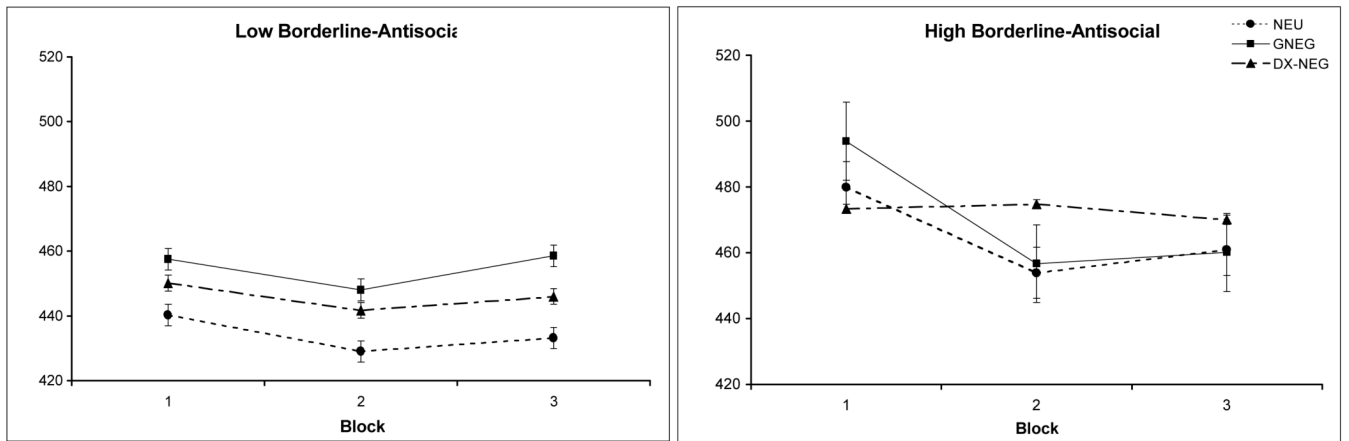 Low Borderline-Antisocia
520
500
480
460
440
420
1 2 3
Block
High Borderline-Antisocial
NEU
GNEG
DX-NEG
520
500
480
460
440
420
1 2 3
Block